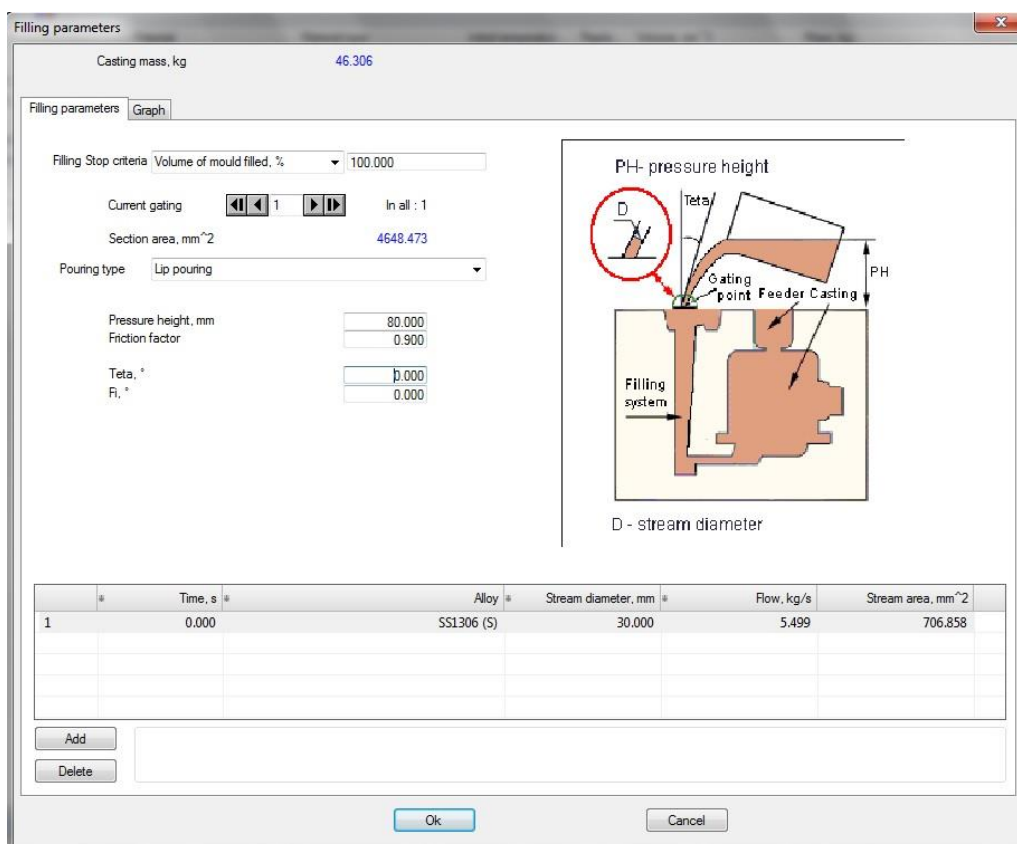 Filling parameters
x
Casting mass, kg 46.306
Filling parameters Graph
Filling Stop criteria Volume of mould filled, % 100.000
Current gating 1 In all : 1
Section area, mm^2 4648.473
Pouring type Lip pouring
Pressure height, mm 80.000
Friction factor 0.900
Teta, ° 0.000
Fi, ° 0.000
PH- pressure height
D
Teta
PH
Gating point
Feeder Casting
Filling system
D - stream diameter
Time, s Alloy Stream diameter, mm Flow, kg/s Stream area, mm^2
1 0.000 SS1306 (S) 30.000 5.499 706.858
Add
Delete
Ok Cancel